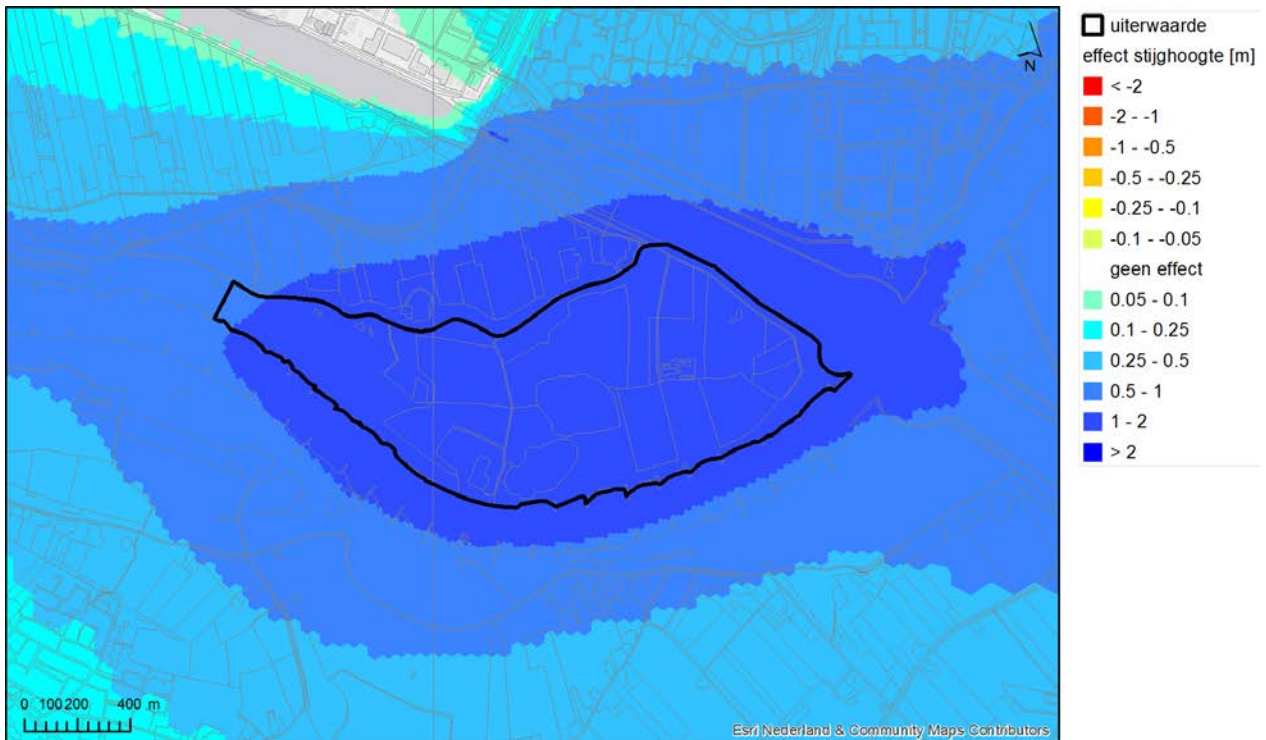 N
0 100200 400 m
Esri Nederland & Community Maps Contributors
uiterwaarde
effect stijghoogte [m]
< -2
-2 - -1
-1 - -0.5
-0.5 - -0.25
-0.25 - -0.1
-0.1 - -0.05
geen effect
0.05 - 0.1
0.1 - 0.25
0.25 - 0.5
0.5 - 1
1 - 2
> 2